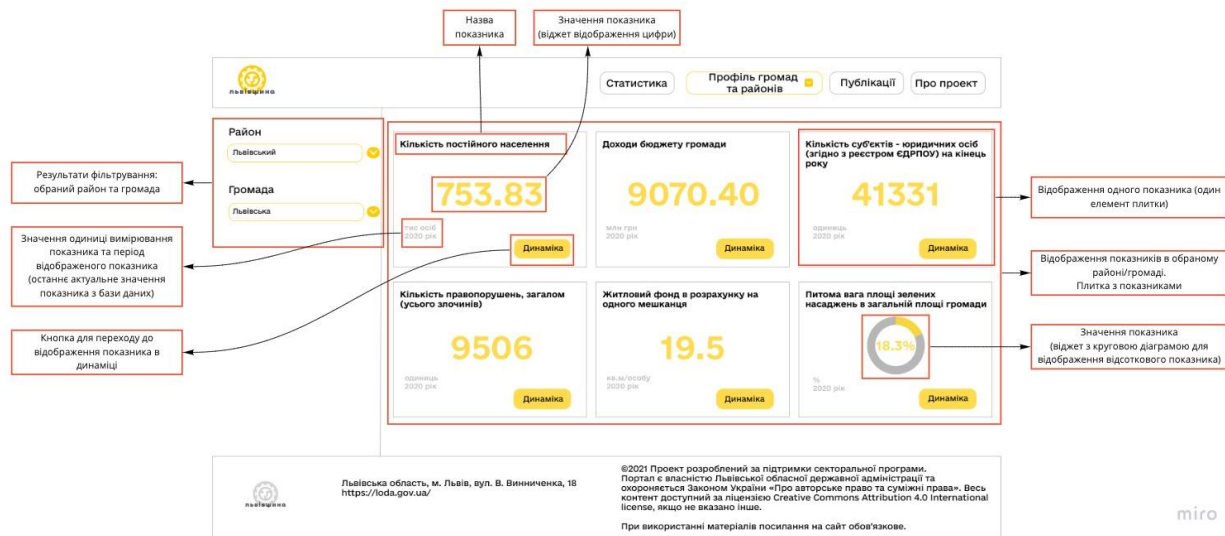 Назва
показника
Значення показника
(віджет відображення цифри)
львівщина
Статистика
Профіль громад
та районів
Публікації
Про проект
Район
Львівський
Громада
Львівська
Результати фільтрування:
обраний район та громада
Значення одиниці вимірювання
показника та період
відображеного показника
(останнє актуальне значення
показника з бази даних)
Кнопка для переходу до
відображення показника в
динаміці
Кількість постійного населення
753.83
тис осіб
2020 рік
Динаміка
Доходи бюджету громади
9070.40
млн грн
2020 рік
Динаміка
Кількість суб'єктів - юридичних осіб
(згідно з реєстром ЄДРПОУ) на кінець
року
41331
одиниць
2020 рік
Динаміка
Кількість правопорушень, загалом
(усього злочинів)
9506
одиниць
2020 рік
Динаміка
Житловий фонд в розрахунку на
одного мешканця
19.5
кв.м/особу
2020 рік
Динаміка
Питома вага площі зелених
насаджень в загальній площі громади
18.3%
%
2020 рік
Динаміка
Відображення одного показника (один
елемент плитки)
Відображення показників в обраному
районі/громаді.
Плитка з показниками
Значення показника
(віджет з круговою діаграмою для
відображення відсоткового показника)
львівщина
Львівська область, м. Львів, вул. В. Винниченка, 18
https://loda.gov.ua/
©2021 Проект розроблений за підтримки секторальної програми.
Портал є власністю Львівської обласної державної адміністрації та
охороняється Законом України «Про авторське право та суміжні права». Весь
контент доступний за ліцензією Creative Commons Attribution 4.0 International
license, якщо не вказано інше.
При використанні матеріалів посилання на сайт обов'язкове.
miro